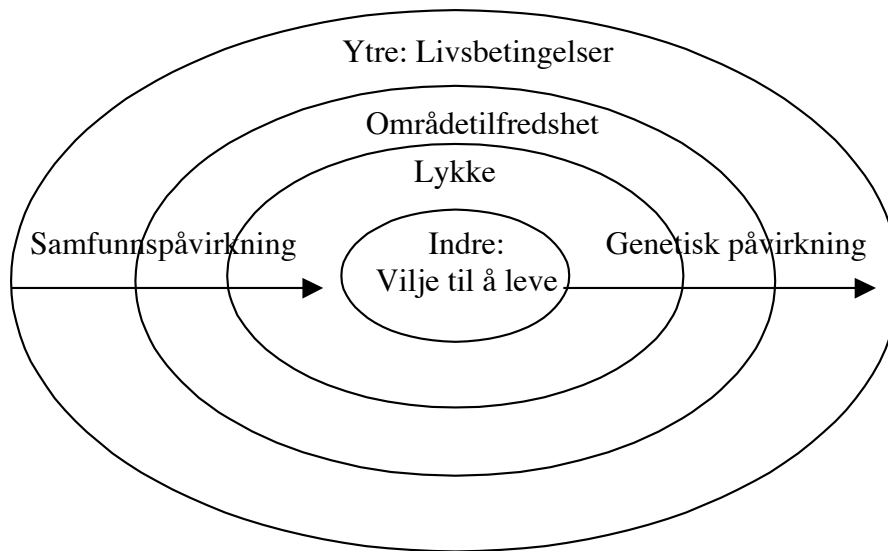 Ytre: Livsbetingelser
Områdetilfredshet
Lykke
Samfunnspåvirkning
Indre:
Vilje til å leve
Genetisk påvirkning